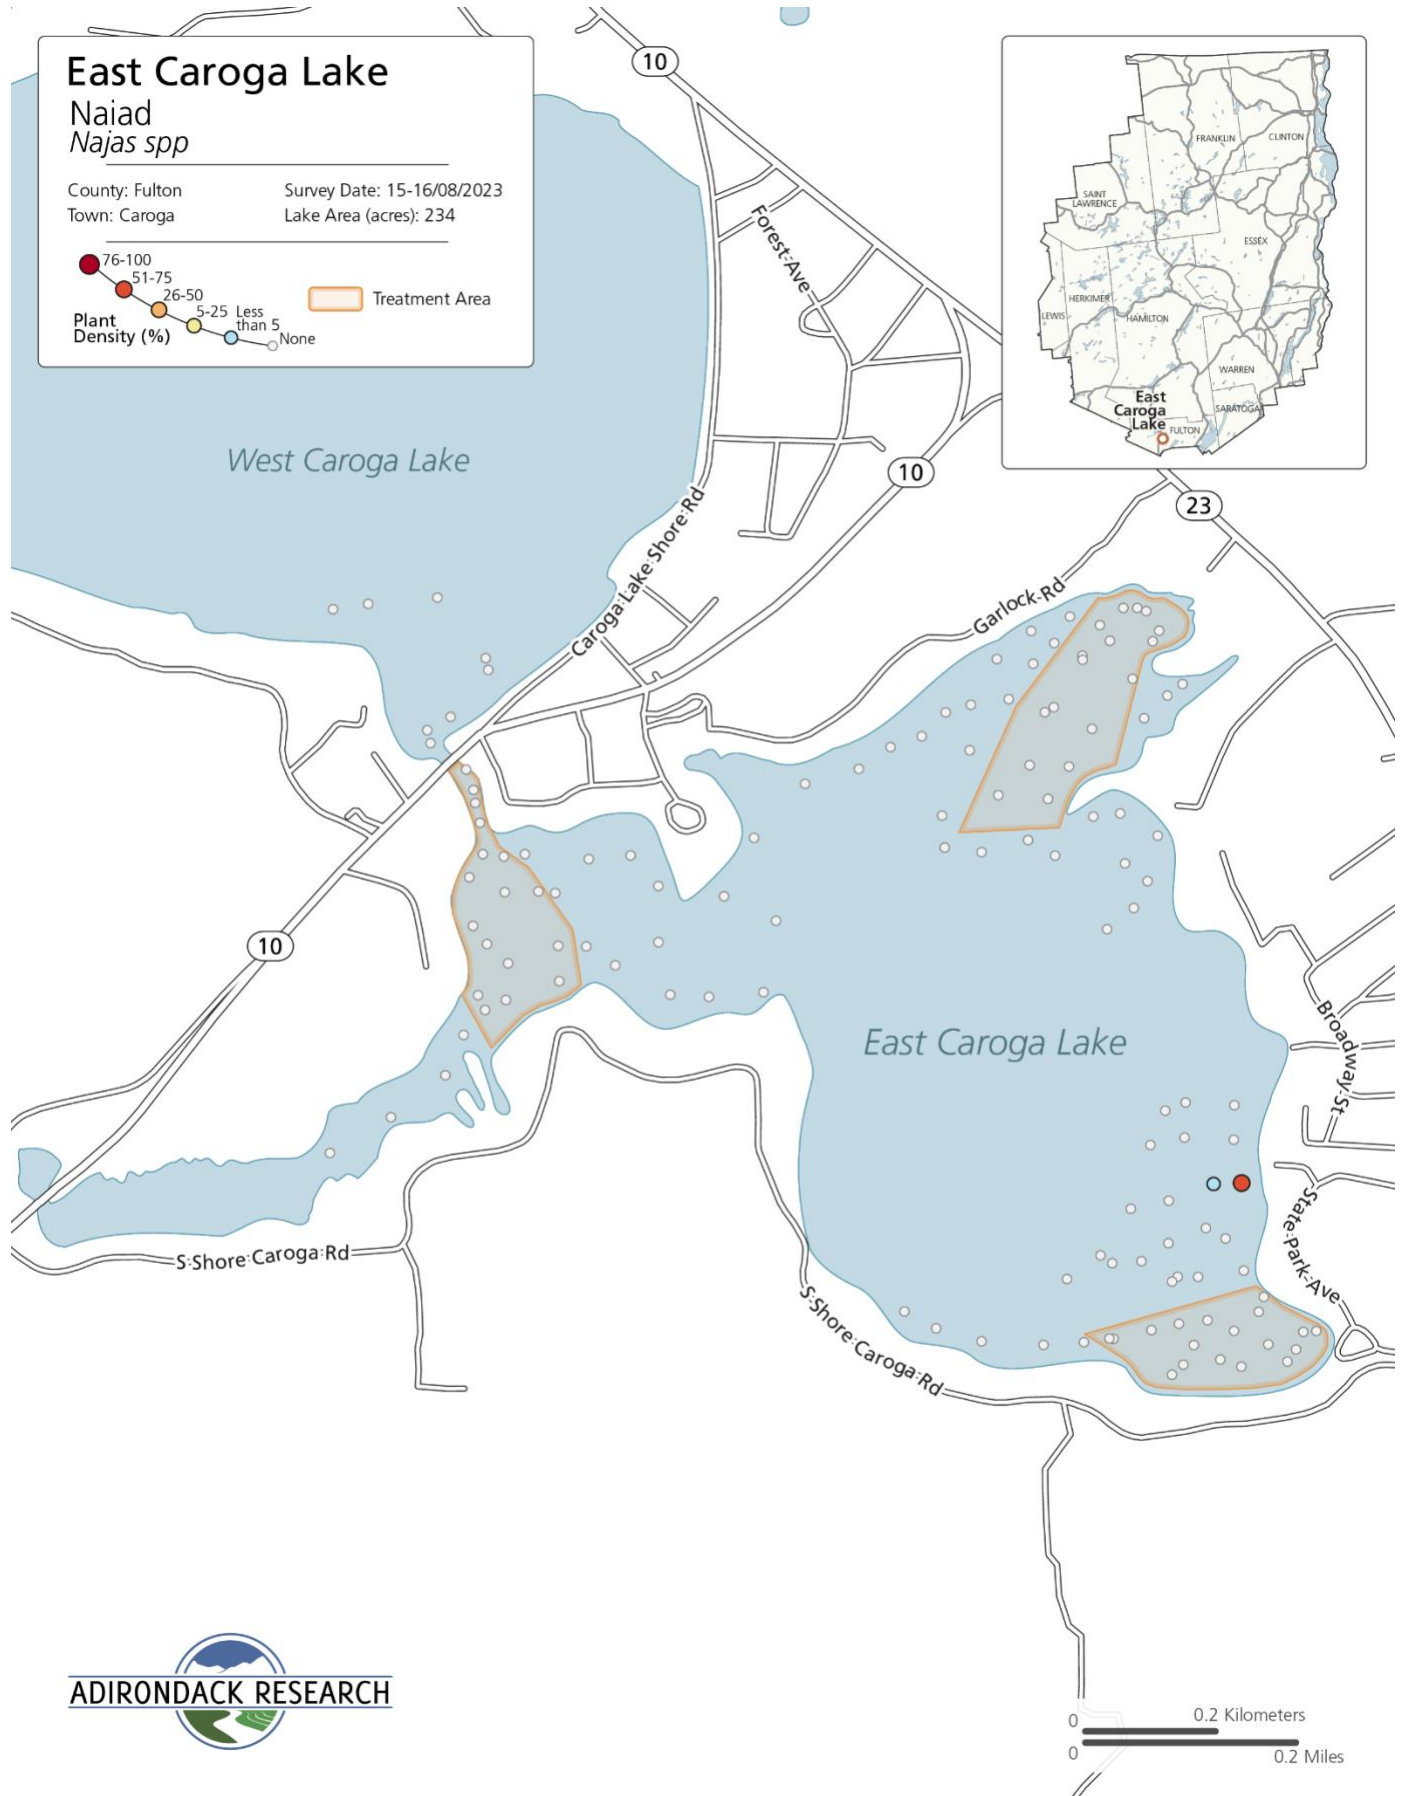 East Caroga Lake
Naiad
Najas spp
County: Fulton
Survey Date: 15-16/08/2023
Town: Caroga
Lake Area (acres): 234
76-100
51-75
26-50
5-25
Less
than 5
None
Plant
Density (%)
Treatment Area
10
FRANKLIN
CLINTON
SAINT
LAWRENCE
ESSEX
HERKIMER
LEWIS
HAMILTON
WARREN
East
Caroga
Lake
SARATOGA
FULTON
Forest Ave
West Caroga Lake
10
23
Caroga Lake Shore Rd
Garlock Rd
10
East Caroga Lake
Broadway St
State Park Ave
S Shore Caroga Rd
S Shore Caroga Rd
ADIRONDACK RESEARCH
0
0.2 Kilometers
0
0.2 Miles